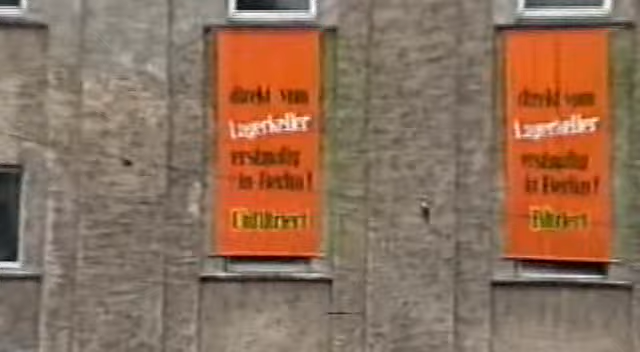 direkt vom
Lagerkeller
erstmalig
in Berlin!
Unfiltriert
direkt vom
Lagerkeller
erstmalig
in Berlin!
Filtriert